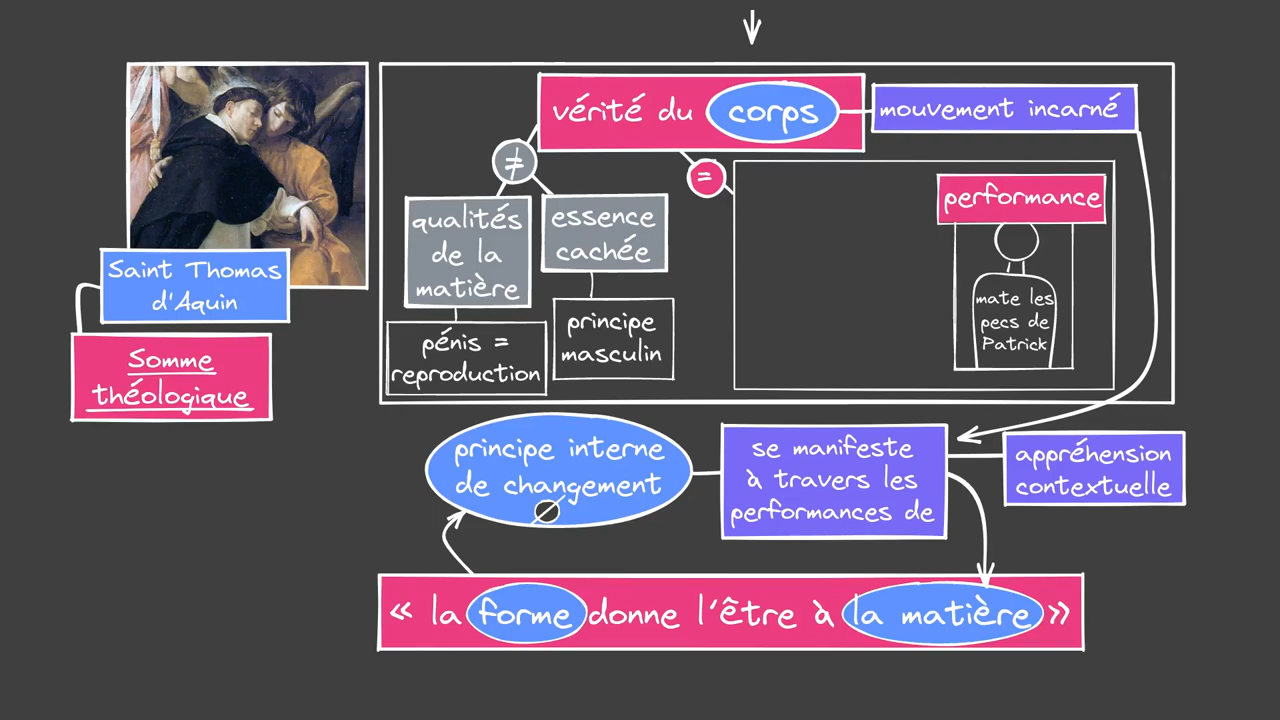 vérité du corps
mouvement incarné
≠
=
qualités
de la
matière
essence
cachée
pénis =
reproduction
principe
masculin
performance
mate les
pecs de
Patrick
Saint Thomas
d'Aquin
Somme
théologique
principe interne
de changement
se manifeste
à travers les
performances de
appréhension
contextuelle
« la forme donne l'être à la matière »